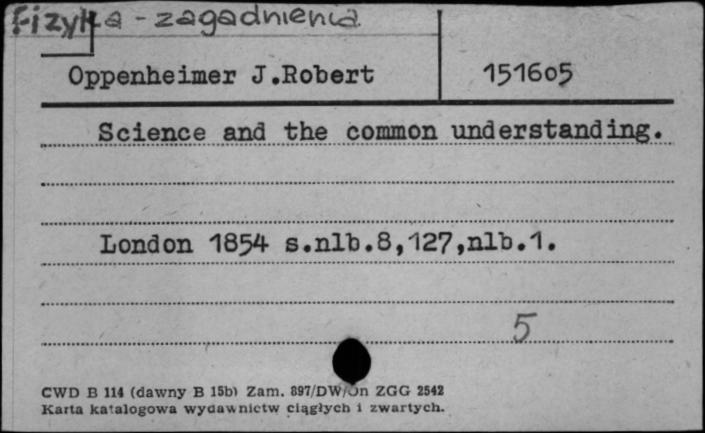 Fizyka - zagadnienia
Oppenheimer J.Robert 151605
Science and the common understanding.
London 1854 s.nlb.8,127,nlb.1.
5
CWD B 114 (dawny B 15b) Zam. 897/DW/On ZGG 2542
Karta katalogowa wydawnictw ciągłych i zwartych.